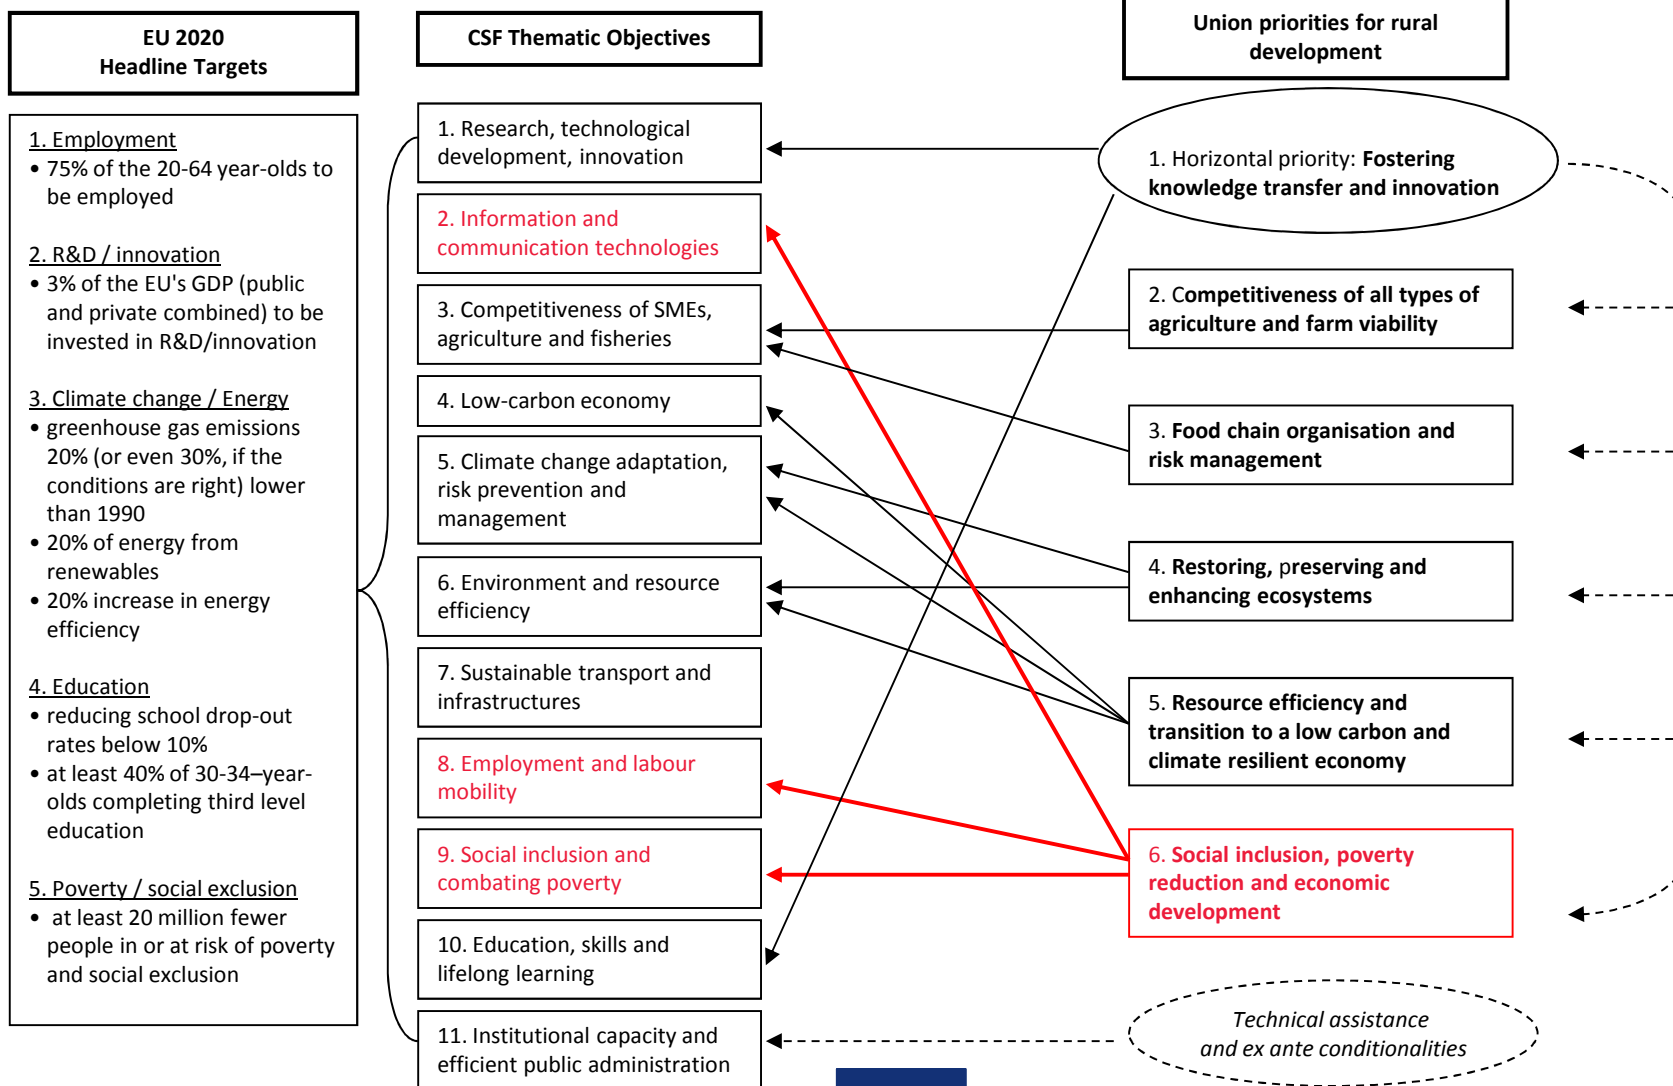 EU 2020
Headline Targets
CSF Thematic Objectives
Union priorities for rural
development
1. Employment
• 75% of the 20-64 year-olds to
be employed
2. R&D / innovation
• 3% of the EU's GDP (public
and private combined) to be
invested in R&D/innovation
3. Climate change / Energy
• greenhouse gas emissions
20% (or even 30%, if the
conditions are right) lower
than 1990
• 20% of energy from
renewables
• 20% increase in energy
efficiency
4. Education
• reducing school drop-out
rates below 10%
• at least 40% of 30-34–year-
olds completing third level
education
5. Poverty / social exclusion
• at least 20 million fewer
people in or at risk of poverty
and social exclusion
1. Research, technological
development, innovation
2. Information and
communication technologies
3. Competitiveness of SMEs,
agriculture and fisheries
4. Low-carbon economy
5. Climate change adaptation,
risk prevention and
management
6. Environment and resource
efficiency
7. Sustainable transport and
infrastructures
8. Employment and labour
mobility
9. Social inclusion and
combating poverty
10. Education, skills and
lifelong learning
11. Institutional capacity and
efficient public administration
1. Horizontal priority: Fostering
knowledge transfer and innovation
2. Competitiveness of all types of
agriculture and farm viability
3. Food chain organisation and
risk management
4. Restoring, preserving and
enhancing ecosystems
5. Resource efficiency and
transition to a low carbon and
climate resilient economy
6. Social inclusion, poverty
reduction and economic
development
Technical assistance
and ex ante conditionalities